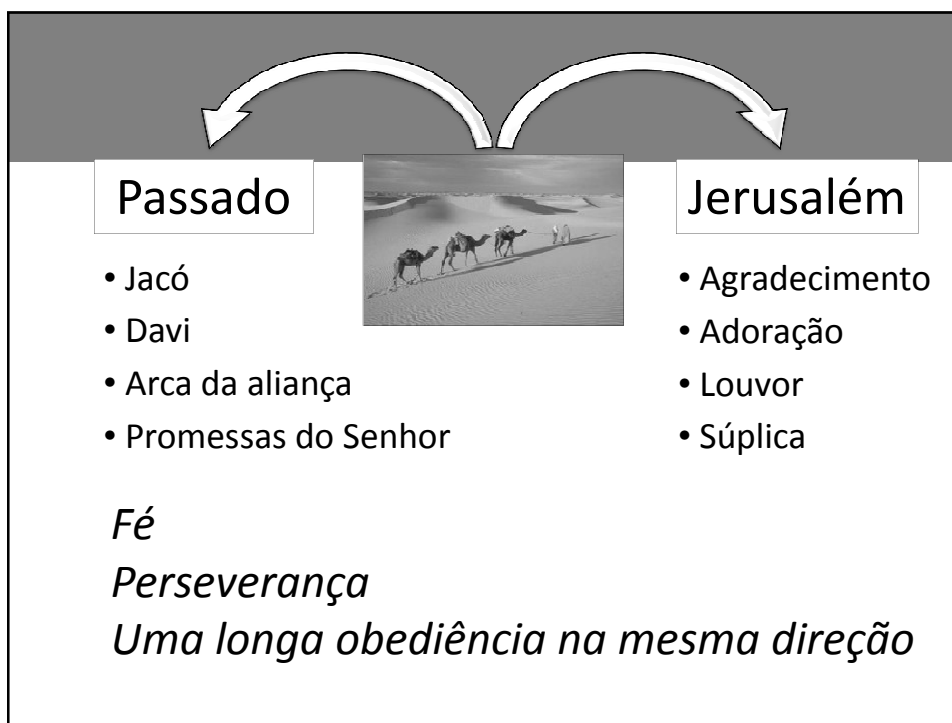 Passado
• Jacó
• Davi
• Arca da aliança
• Promessas do Senhor
Jerusalém
• Agradecimento
• Adoração
• Louvor
• Súplica
Fé
Perseverança
Uma longa obediência na mesma direção